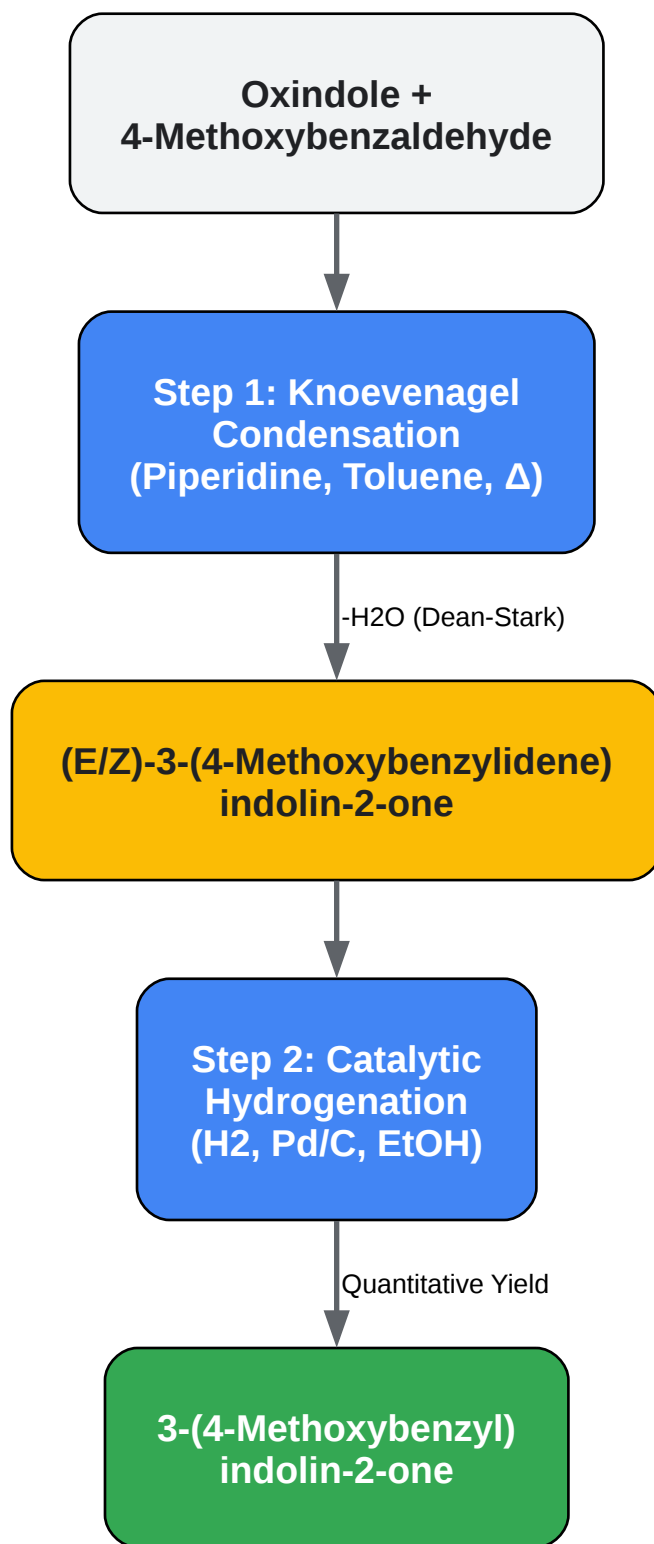 Oxindole +
4-Methoxybenzaldehyde
Step 1: Knoevenagel
Condensation
(Piperidine, Toluene, Δ)
-H2O (Dean-Stark)
(E/Z)-3-(4-Methoxybenzylidene)
indolin-2-one
Step 2: Catalytic
Hydrogenation
(H2, Pd/C, EtOH)
Quantitative Yield
3-(4-Methoxybenzyl)
indolin-2-one